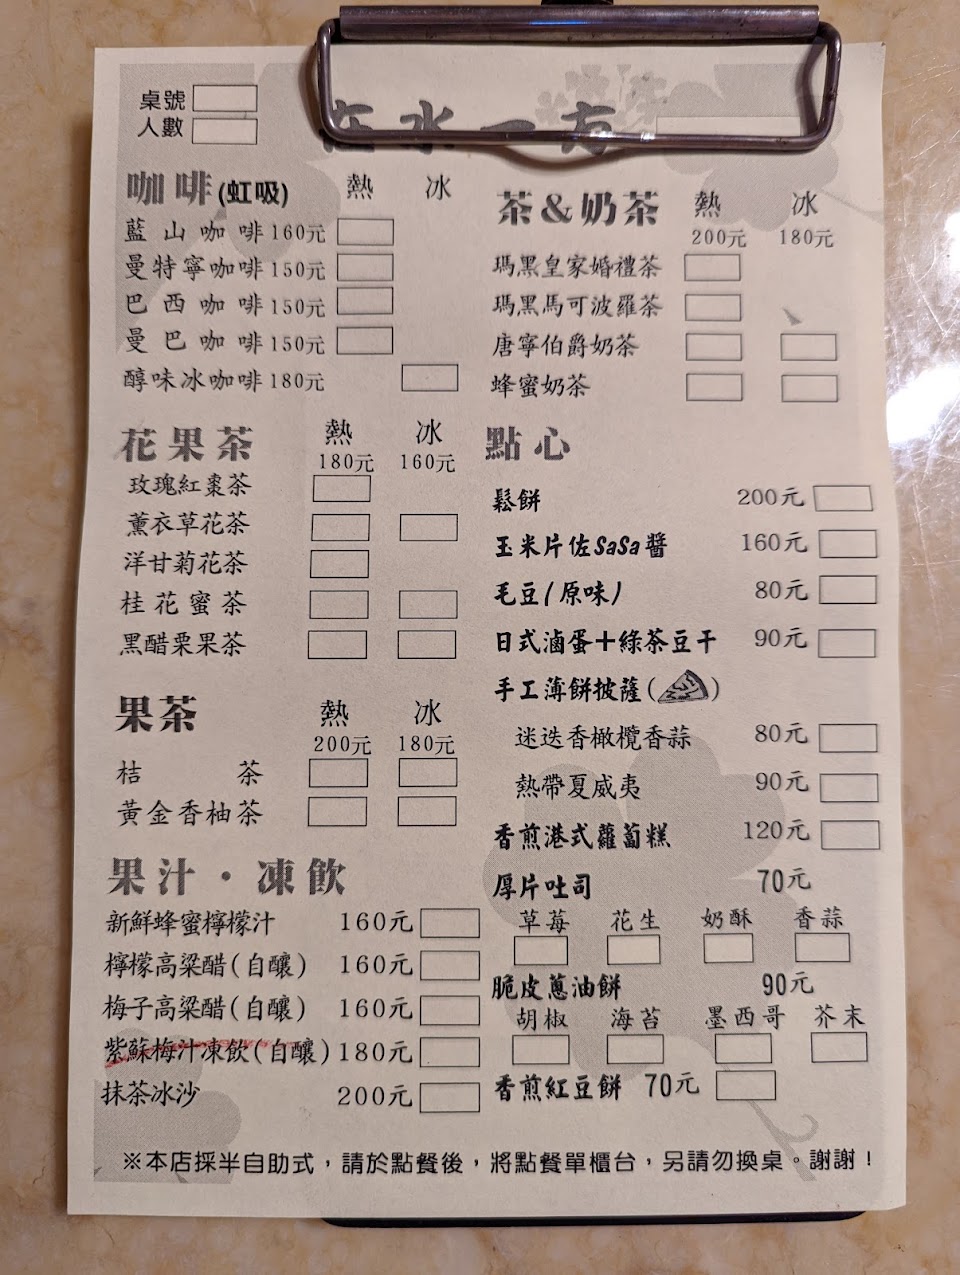 桌號
人數
在水一方
咖啡(虹吸) 熱 冰
藍山咖啡160元
曼特寧咖啡150元
巴西咖啡150元
曼巴咖啡150元
醇味冰咖啡180元
花果茶 熱 冰
180元 160元
玫瑰紅棗茶
薰衣草花茶
洋甘菊花茶
桂花蜜茶
黑醋栗果茶
果茶 熱 冰
200元 180元
桔茶
黃金香柚茶
果汁・凍飲
新鮮蜂蜜檸檬汁 160元
檸檬高粱醋(自釀) 160元
梅子高粱醋(自釀) 160元
紫蘇梅汁凍飲(自釀)180元
抹茶冰沙 200元
茶&奶茶 熱 冰
200元 180元
瑪黑皇家婚禮茶
瑪黑馬可波羅茶
唐寧伯爵奶茶
蜂蜜奶茶
點心
鬆餅 200元
玉米片佐SaSa醬 160元
毛豆(原味) 80元
日式滷蛋+綠茶豆干 90元
手工薄餅披薩( )
迷迭香橄欖香蒜 80元
熱帶夏威夷 90元
香煎港式蘿蔔糕 120元
厚片吐司 70元
草莓 花生 奶酥 香蒜
脆皮蔥油餅 90元
胡椒 海苔 墨西哥 芥末
香煎紅豆餅 70元
※本店採半自助式，請於點餐後，將點餐單櫃台，另請勿換桌。謝謝！